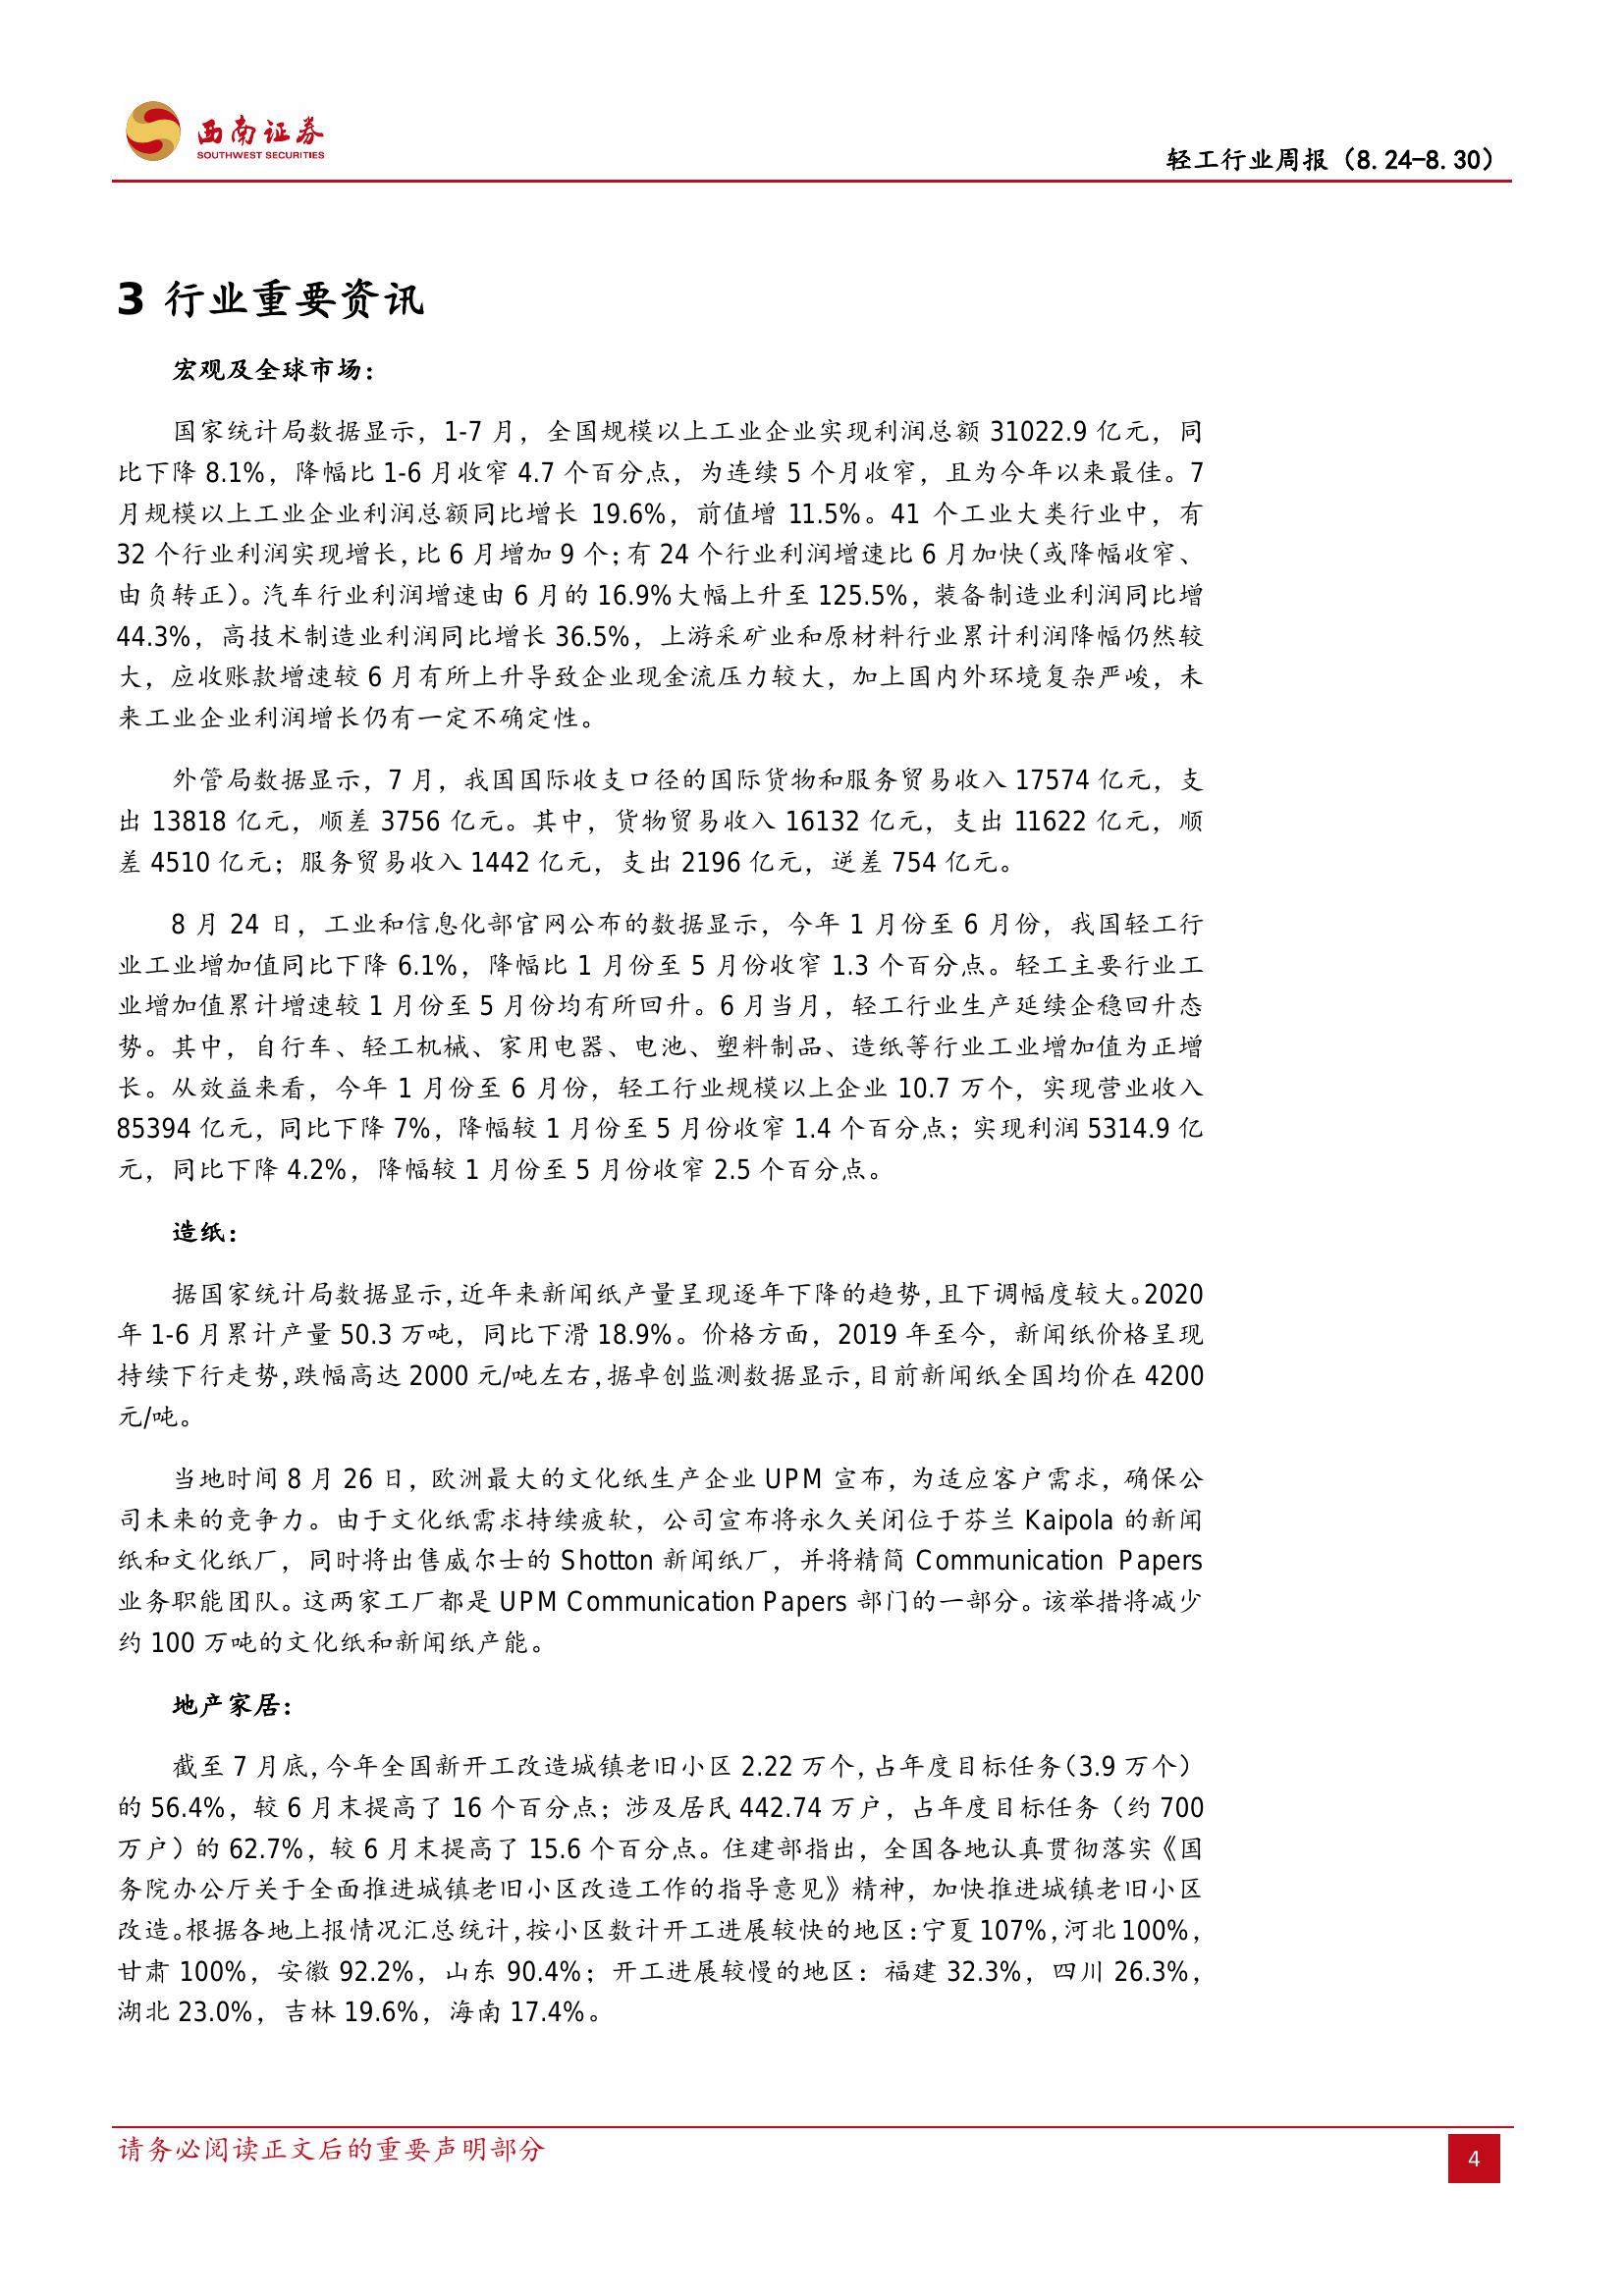 西南证券
SOUTHWEST SECURITIES
轻工行业周报（8.24-8.30）
3 行业重要资讯
宏观及全球市场：
国家统计局数据显示，1-7 月，全国规模以上工业企业实现利润总额 31022.9 亿元，同
比下降 8.1%，降幅比 1-6 月收窄 4.7 个百分点，为连续 5 个月收窄，且为今年以来最佳。7
月规模以上工业企业利润总额同比增长 19.6%，前值增 11.5%。41 个工业大类行业中，有
32 个行业利润实现增长，比 6 月增加 9 个；有 24 个行业利润增速比 6 月加快（或降幅收窄、
由负转正）。汽车行业利润增速由 6 月的 16.9%大幅上升至 125.5%，装备制造业利润同比增
44.3%，高技术制造业利润同比增长 36.5%，上游采矿业和原材料行业累计利润降幅仍然较
大，应收账款增速较 6 月有所上升导致企业现金流压力较大，加上国内外环境复杂严峻，未
来工业企业利润增长仍有一定不确定性。
外管局数据显示，7 月，我国国际收支口径的国际货物和服务贸易收入 17574 亿元，支
出 13818 亿元，顺差 3756 亿元。其中，货物贸易收入 16132 亿元，支出 11622 亿元，顺
差 4510 亿元；服务贸易收入 1442 亿元，支出 2196 亿元，逆差 754 亿元。
8 月 24 日，工业和信息化部官网公布的数据显示，今年 1 月份至 6 月份，我国轻工行
业工业增加值同比下降 6.1%，降幅比 1 月份至 5 月份收窄 1.3 个百分点。轻工主要行业工
业增加值累计增速较 1 月份至 5 月份均有所回升。6 月当月，轻工行业生产延续企稳回升态
势。其中，自行车、轻工机械、家用电器、电池、塑料制品、造纸等行业工业增加值为正增
长。从效益来看，今年 1 月份至 6 月份，轻工行业规模以上企业 10.7 万个，实现营业收入
85394 亿元，同比下降 7%，降幅较 1 月份至 5 月份收窄 1.4 个百分点；实现利润 5314.9 亿
元，同比下降 4.2%，降幅较 1 月份至 5 月份收窄 2.5 个百分点。
造纸：
据国家统计局数据显示，近年来新闻纸产量呈现逐年下降的趋势，且下调幅度较大。2020
年 1-6 月累计产量 50.3 万吨，同比下滑 18.9%。价格方面，2019 年至今，新闻纸价格呈现
持续下行走势，跌幅高达 2000 元/吨左右，据卓创监测数据显示，目前新闻纸全国均价在 4200
元/吨。
当地时间 8 月 26 日，欧洲最大的文化纸生产企业 UPM 宣布，为适应客户需求，确保公
司未来的竞争力。由于文化纸需求持续疲软，公司宣布将永久关闭位于芬兰 Kaipola 的新闻
纸和文化纸厂，同时将出售威尔士的 Shotton 新闻纸厂，并将精简 Communication Papers
业务职能团队。这两家工厂都是 UPM Communication Papers 部门的一部分。该举措将减少
约 100 万吨的文化纸和新闻纸产能。
地产家居：
截至 7 月底，今年全国新开工改造城镇老旧小区 2.22 万个，占年度目标任务（3.9 万个）
的 56.4%，较 6 月末提高了 16 个百分点；涉及居民 442.74 万户，占年度目标任务（约 700
万户）的 62.7%，较 6 月末提高了 15.6 个百分点。住建部指出，全国各地认真贯彻落实《国
务院办公厅关于全面推进城镇老旧小区改造工作的指导意见》精神，加快推进城镇老旧小区
改造。根据各地上报情况汇总统计，按小区数计开工进展较快的地区：宁夏 107%，河北 100%，
甘肃 100%，安徽 92.2%，山东 90.4%；开工进展较慢的地区：福建 32.3%，四川 26.3%，
湖北 23.0%，吉林 19.6%，海南 17.4%。
请务必阅读正文后的重要声明部分
4